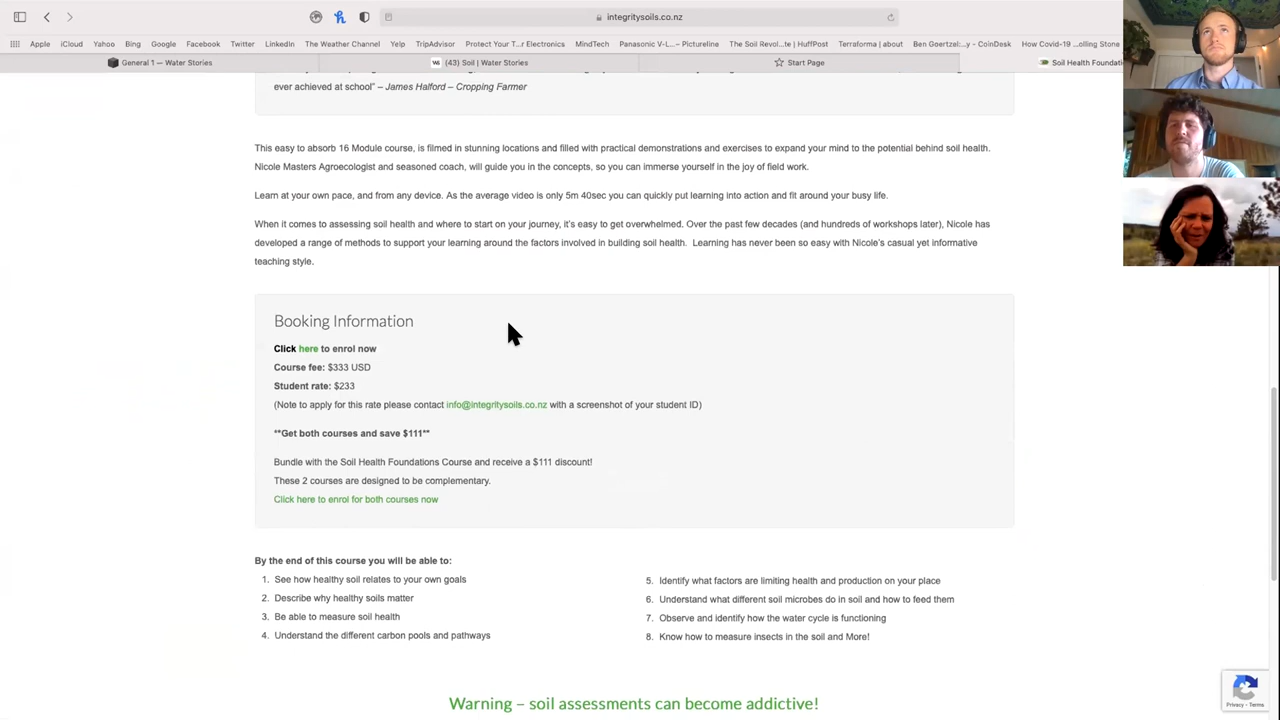 integritysoils.co.nz
Apple iCloud Yahoo Bing Google Facebook Twitter LinkedIn The Weather Channel Yelp TripAdvisor Protect Your T...r Electronics MindTech Panasonic V-L... - Pictureline The Soil Revol...te | HuffPost Terraforma | about Ben Goertzel:...y - CoinDesk How Covid-19 ...olling Stone
General 1 — Water Stories
(43) Soil | Water Stories
Start Page
Soil Health Foundati
ever achieved at school" – James Halford – Cropping Farmer
This easy to absorb 16 Module course, is filmed in stunning locations and filled with practical demonstrations and exercises to expand your mind to the potential behind soil health.
Nicole Masters Agroecologist and seasoned coach, will guide you in the concepts, so you can immerse yourself in the joy of field work.
Learn at your own pace, and from any device. As the average video is only 5m 40sec you can quickly put learning into action and fit around your busy life.
When it comes to assessing soil health and where to start on your journey, it's easy to get overwhelmed. Over the past few decades (and hundreds of workshops later), Nicole has
developed a range of methods to support your learning around the factors involved in building soil health. Learning has never been so easy with Nicole's casual yet informative
teaching style.
Booking Information
Click here to enrol now
Course fee: $333 USD
Student rate: $233
(Note to apply for this rate please contact info@integritysoils.co.nz with a screenshot of your student ID)
**Get both courses and save $111**
Bundle with the Soil Health Foundations Course and receive a $111 discount!
These 2 courses are designed to be complementary.
Click here to enrol for both courses now
By the end of this course you will be able to:
1. See how healthy soil relates to your own goals
2. Describe why healthy soils matter
3. Be able to measure soil health
4. Understand the different carbon pools and pathways
5. Identify what factors are limiting health and production on your place
6. Understand what different soil microbes do in soil and how to feed them
7. Observe and identify how the water cycle is functioning
8. Know how to measure insects in the soil and More!
Warning – soil assessments can become addictive!
Privacy - Terms